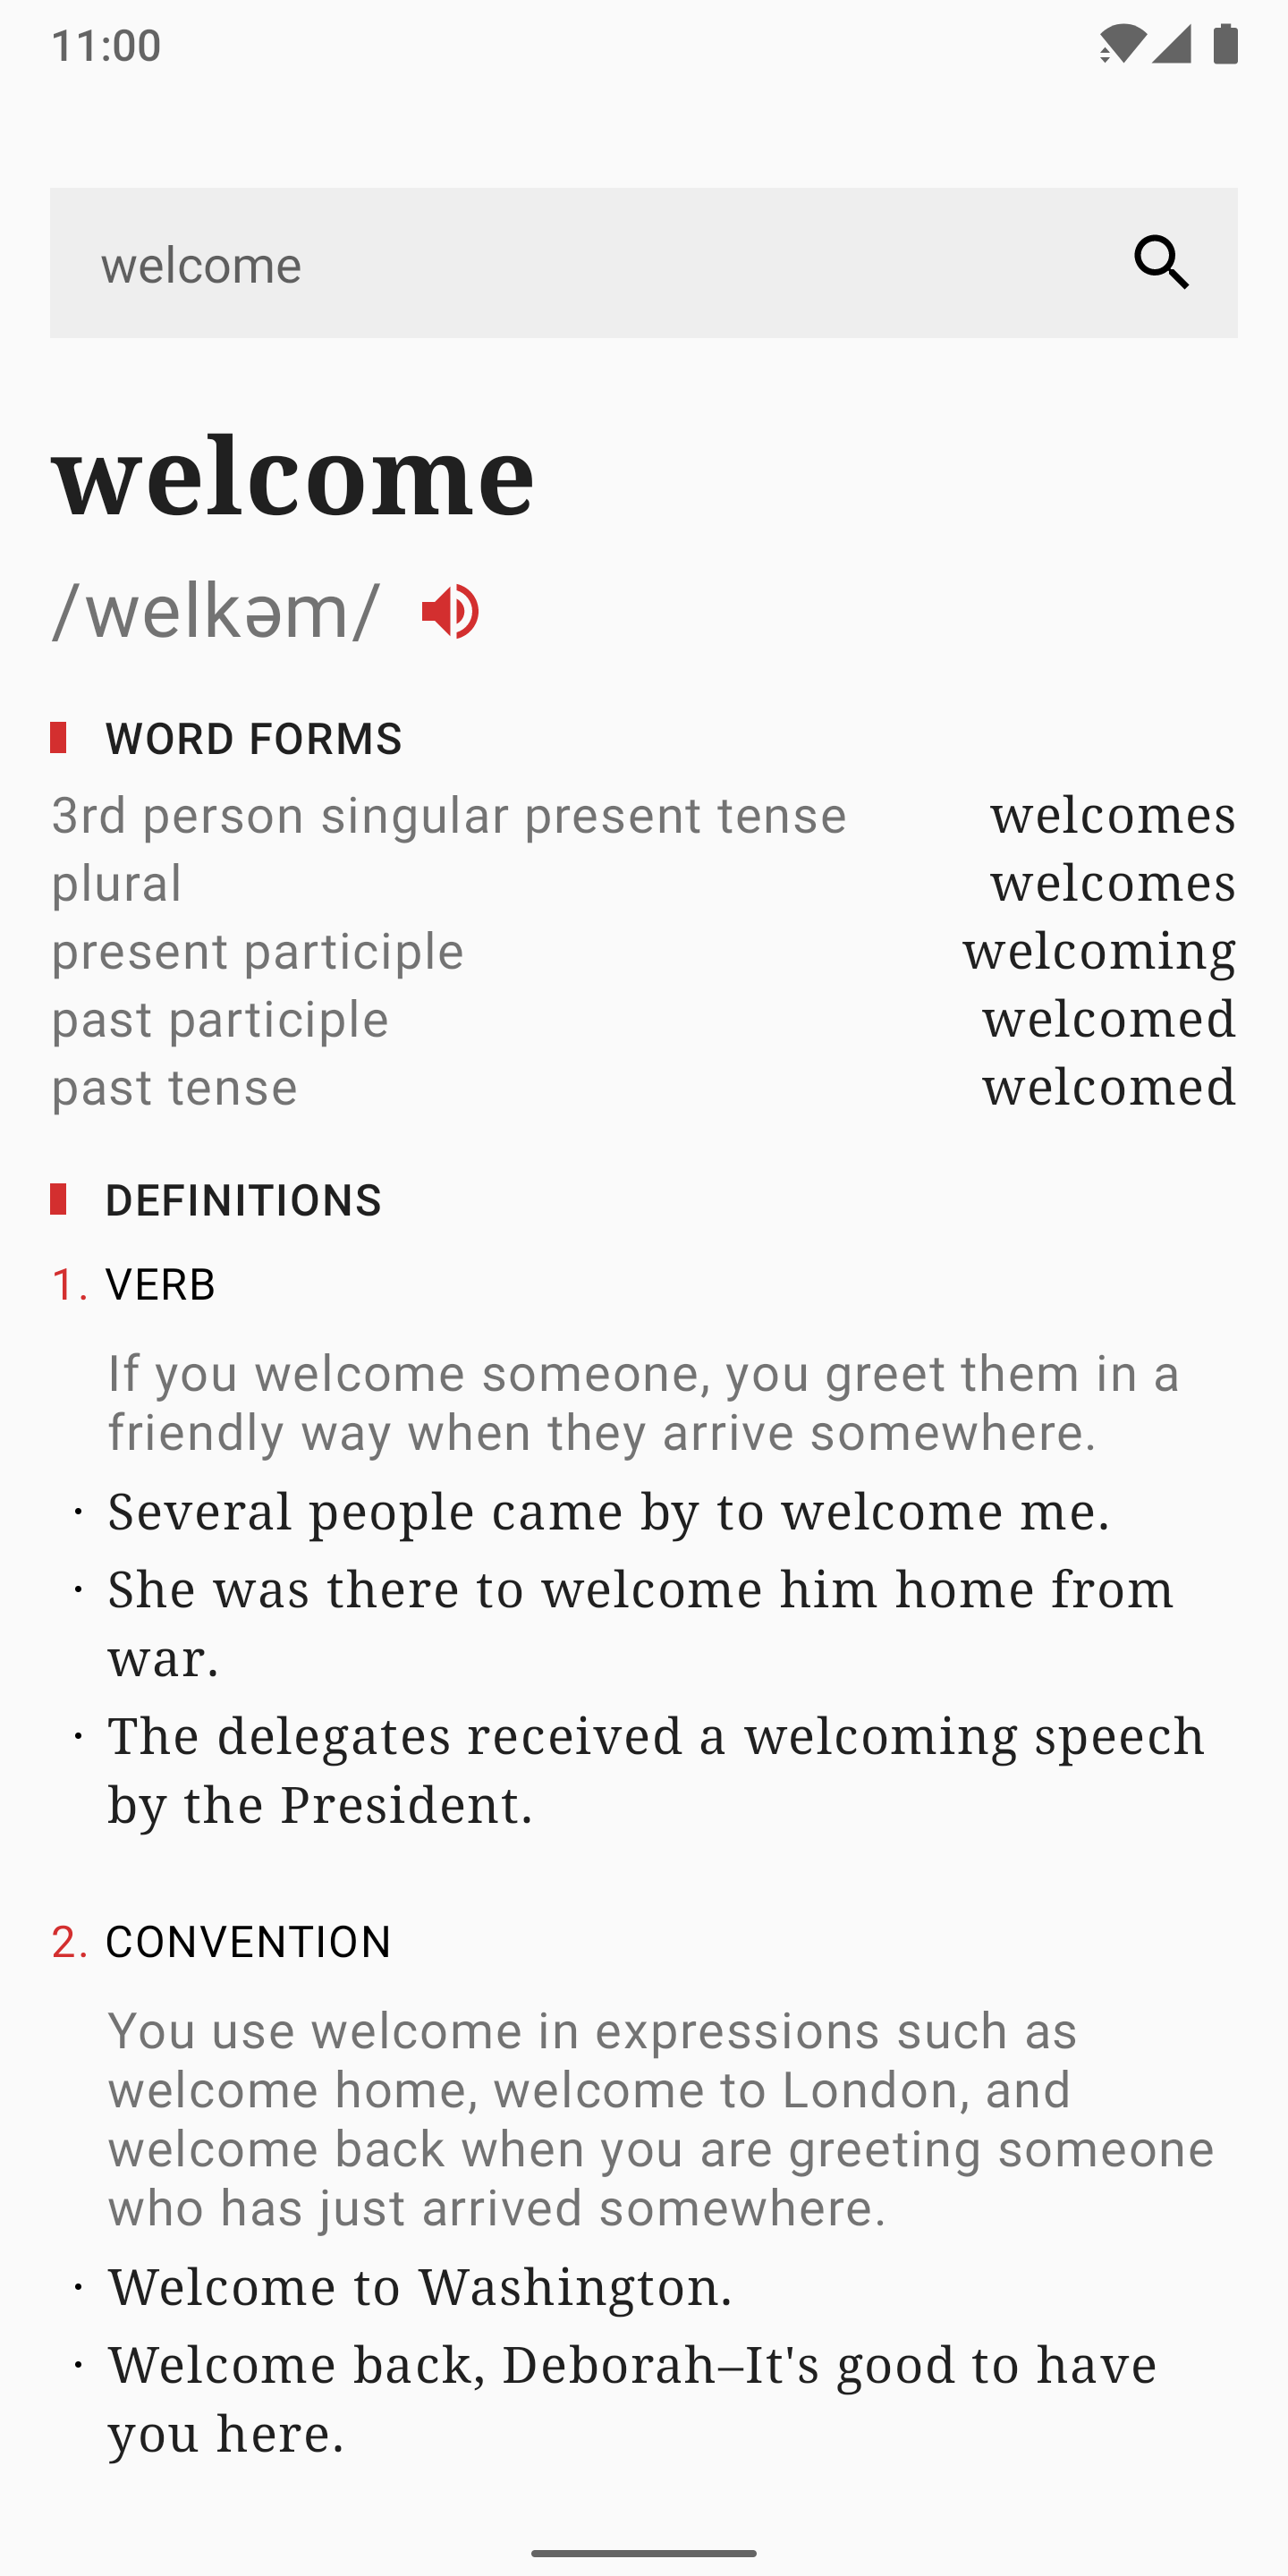 11:00
welcome
welcome
/welkəm/
WORD FORMS
3rd person singular present tense welcomes
plural welcomes
present participle welcoming
past participle welcomed
past tense welcomed
DEFINITIONS
1. VERB
If you welcome someone, you greet them in a
friendly way when they arrive somewhere.
· Several people came by to welcome me.
· She was there to welcome him home from
war.
· The delegates received a welcoming speech
by the President.
2. CONVENTION
You use welcome in expressions such as
welcome home, welcome to London, and
welcome back when you are greeting someone
who has just arrived somewhere.
· Welcome to Washington.
· Welcome back, Deborah–It's good to have
you here.